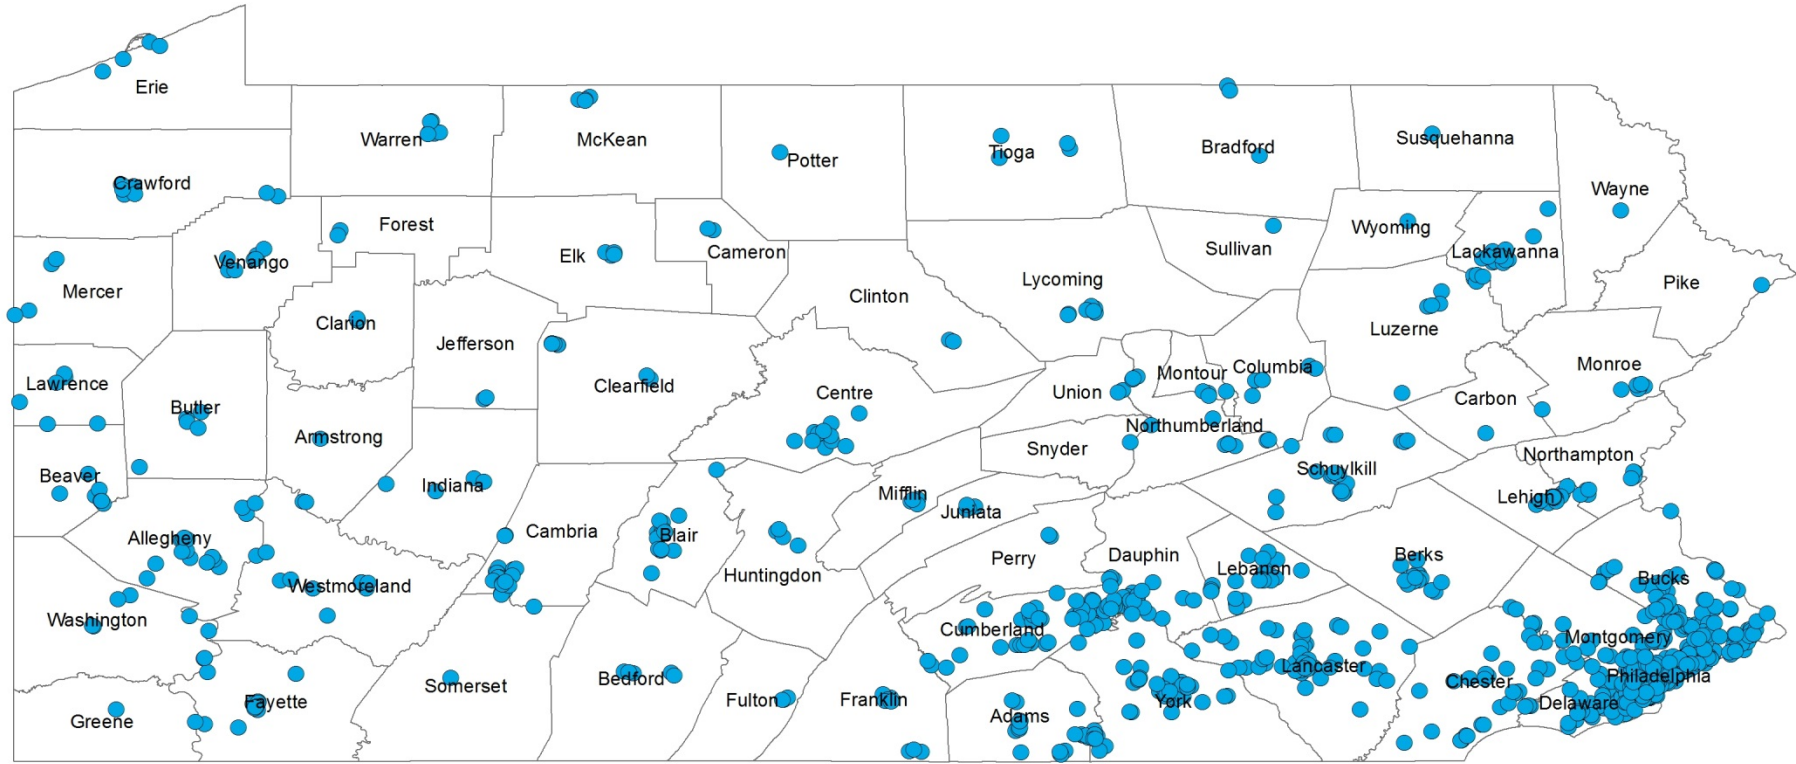 Erie
Warren
McKean
Potter
Tioga
Bradford
Susquehanna
Crawford
Wayne
Forest
Wyoming
Venango
Elk
Cameron
Sullivan
Lackawanna
Mercer
Lycoming
Pike
Clinton
Clarion
Luzerne
Jefferson
Lawrence
Clearfield
Centre
Union
Montour
Columbia
Monroe
Butler
Carbon
Armstrong
Northumberland
Snyder
Northampton
Beaver
Indiana
Mifflin
Schuylkill
Lehigh
Juniata
Allegheny
Cambria
Blair
Perry
Dauphin
Berks
Huntingdon
Lebanon
Bucks
Westmoreland
Washington
Cumberland
Montgomery
Lancaster
Somerset
Bedford
Chester
Philadelphia
Fayette
Fulton
Franklin
York
Delaware
Greene
Adams